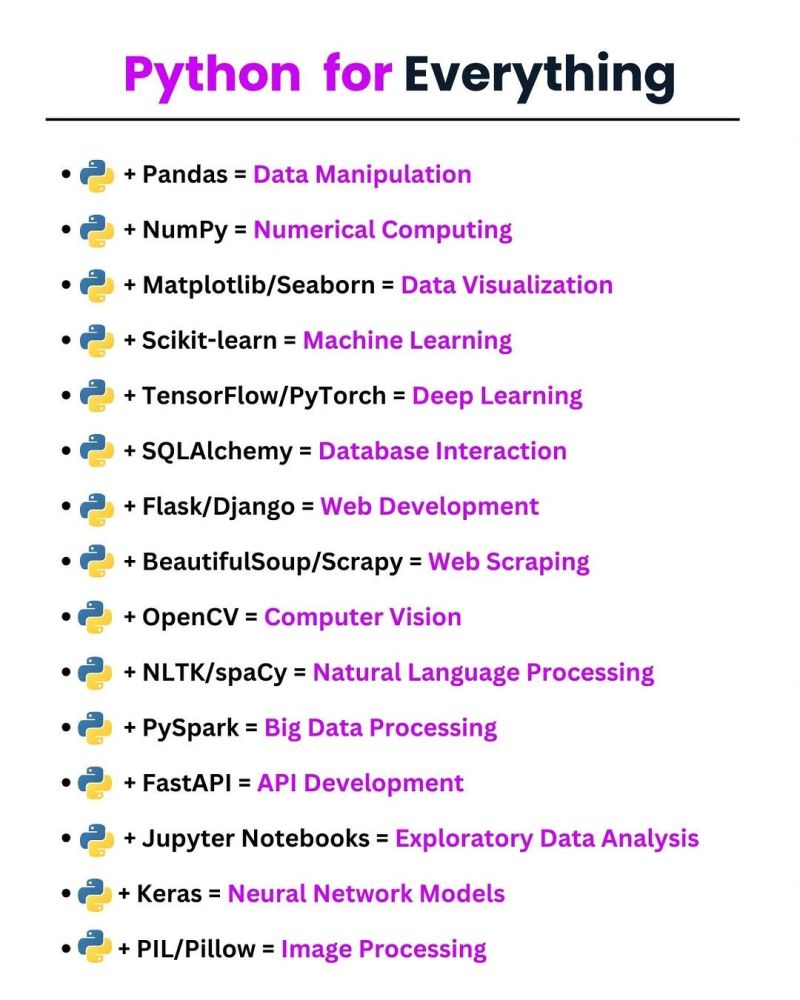 Python for Everything
• + Pandas = Data Manipulation
• + NumPy = Numerical Computing
• + Matplotlib/Seaborn = Data Visualization
• + Scikit-learn = Machine Learning
• + TensorFlow/PyTorch = Deep Learning
• + SQLAlchemy = Database Interaction
• + Flask/Django = Web Development
• + BeautifulSoup/Scrapy = Web Scraping
• + OpenCV = Computer Vision
• + NLTK/spaCy = Natural Language Processing
• + PySpark = Big Data Processing
• + FastAPI = API Development
• + Jupyter Notebooks = Exploratory Data Analysis
• + Keras = Neural Network Models
• + PIL/Pillow = Image Processing